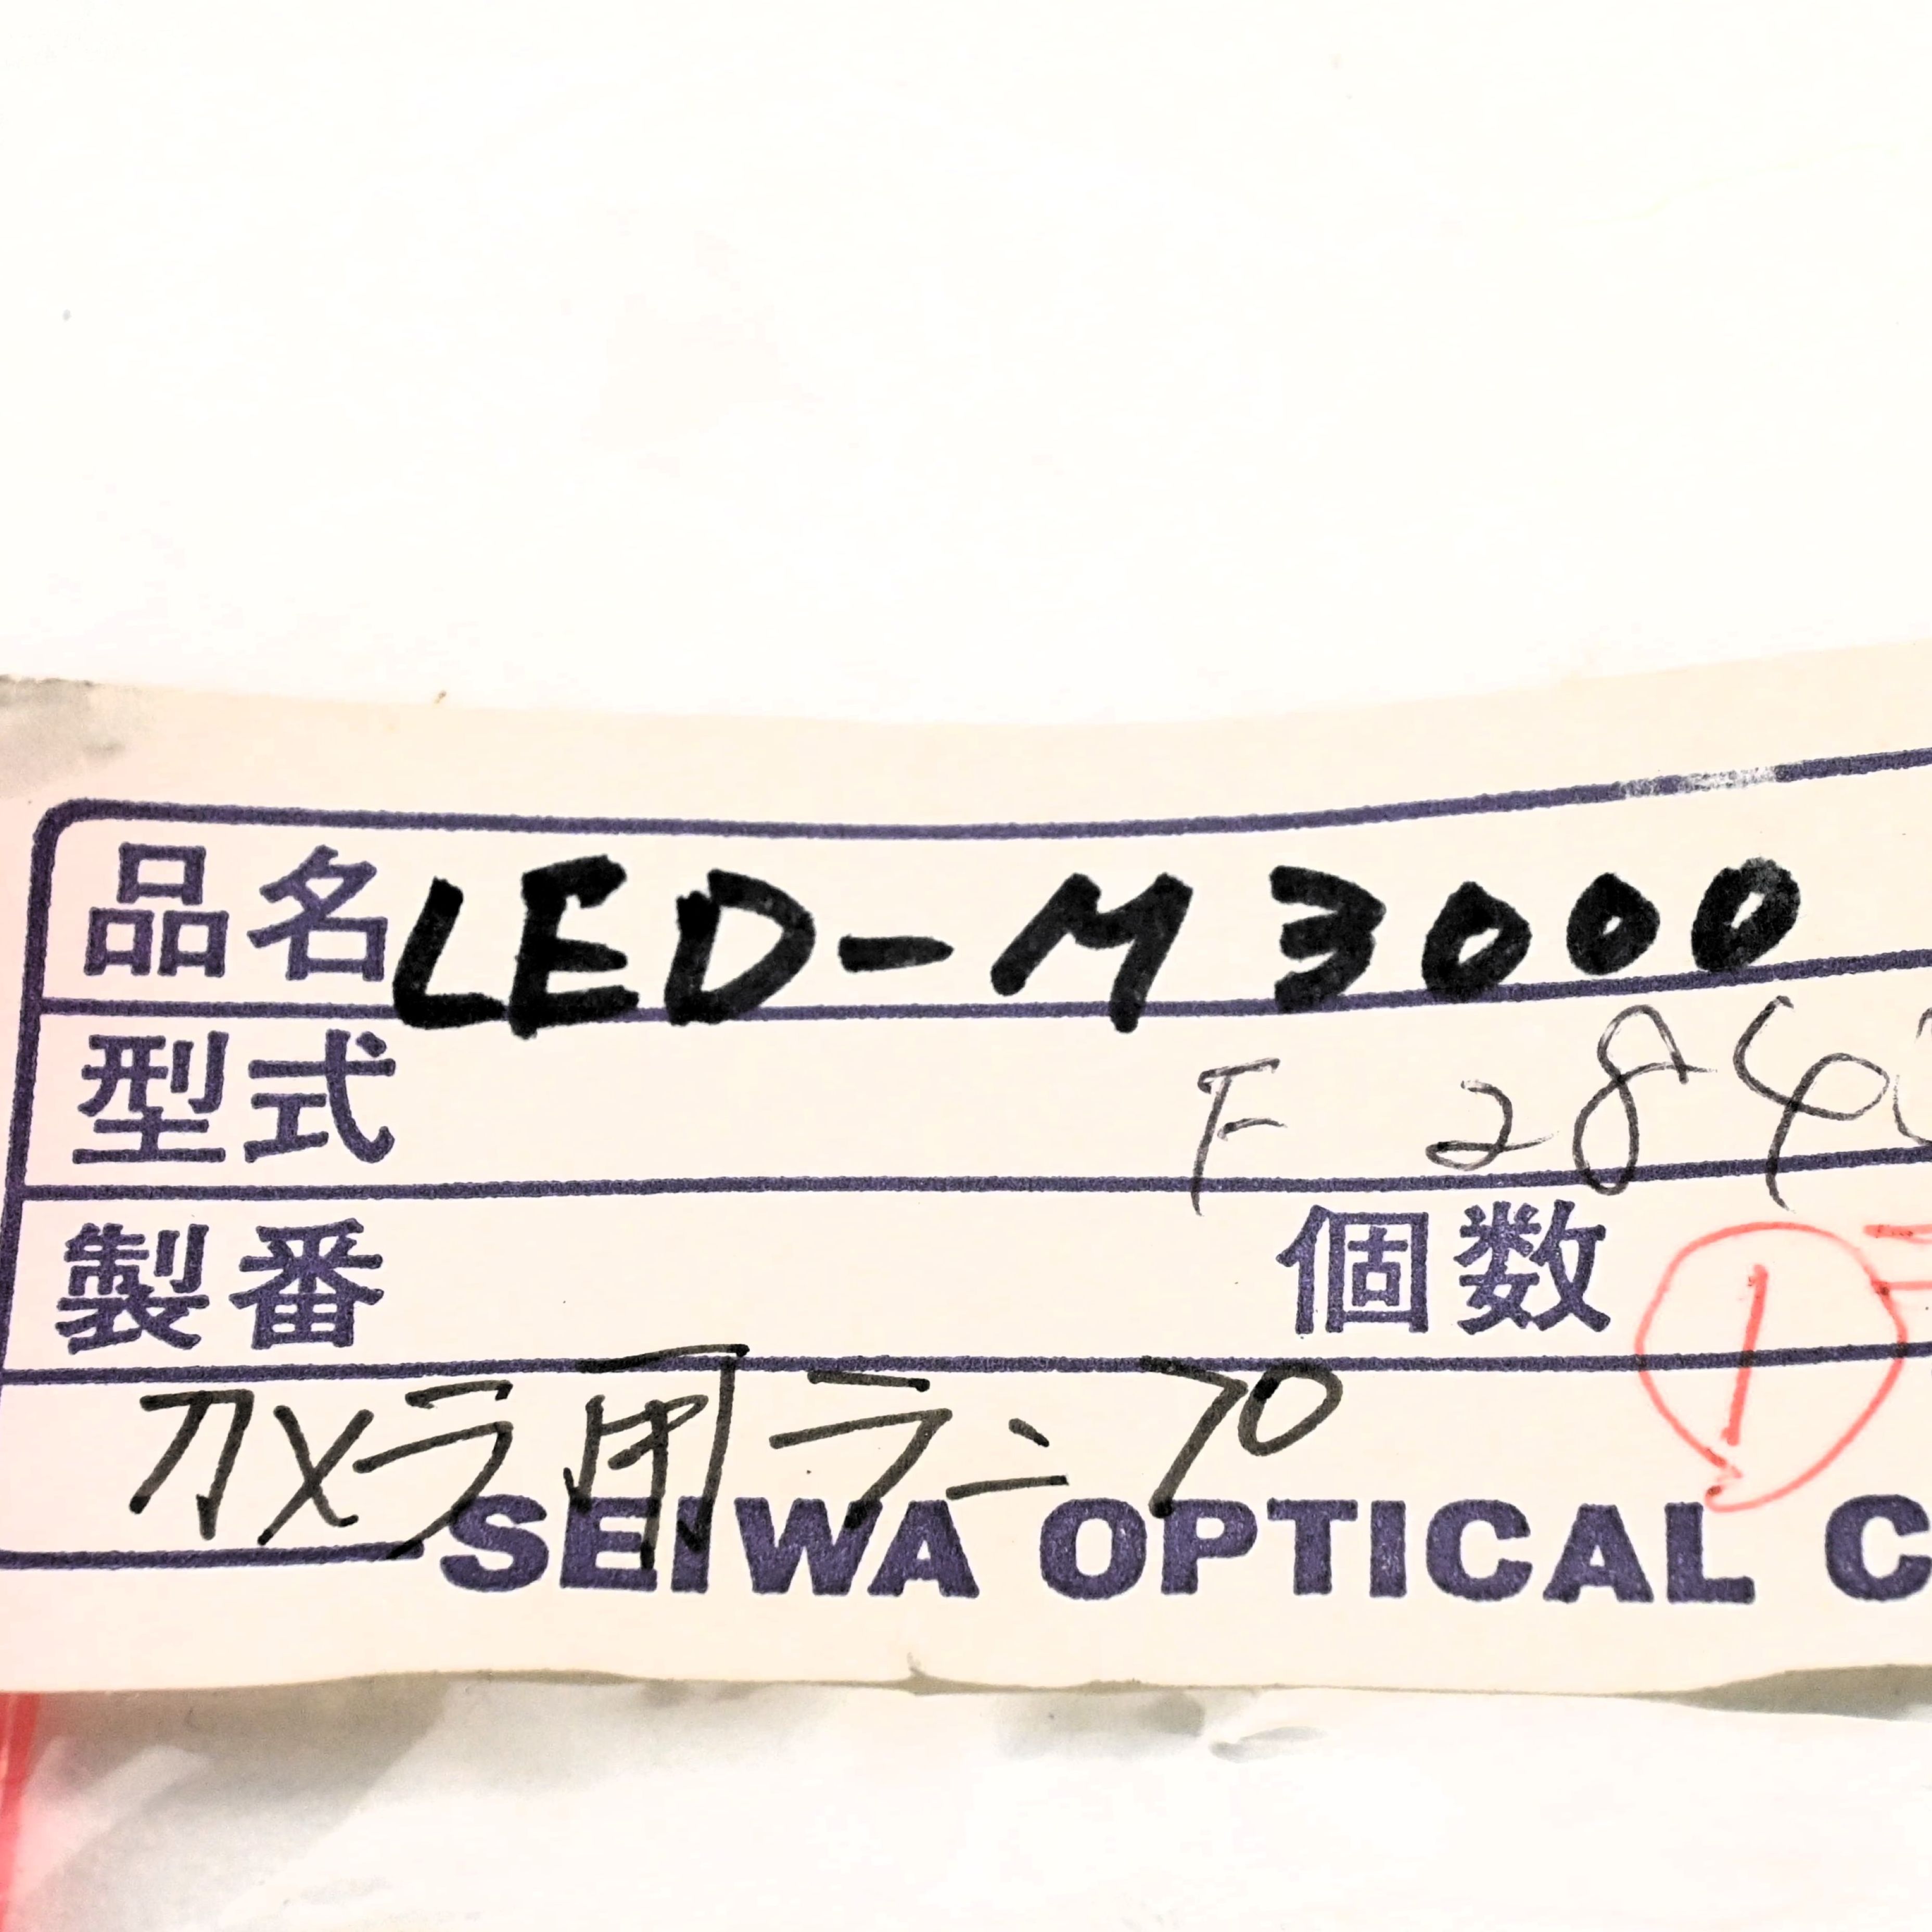 品名 LED-M3000
型式 F 284
製番 個数 ①
カメラ用ランプ
SEIWA OPTICAL C